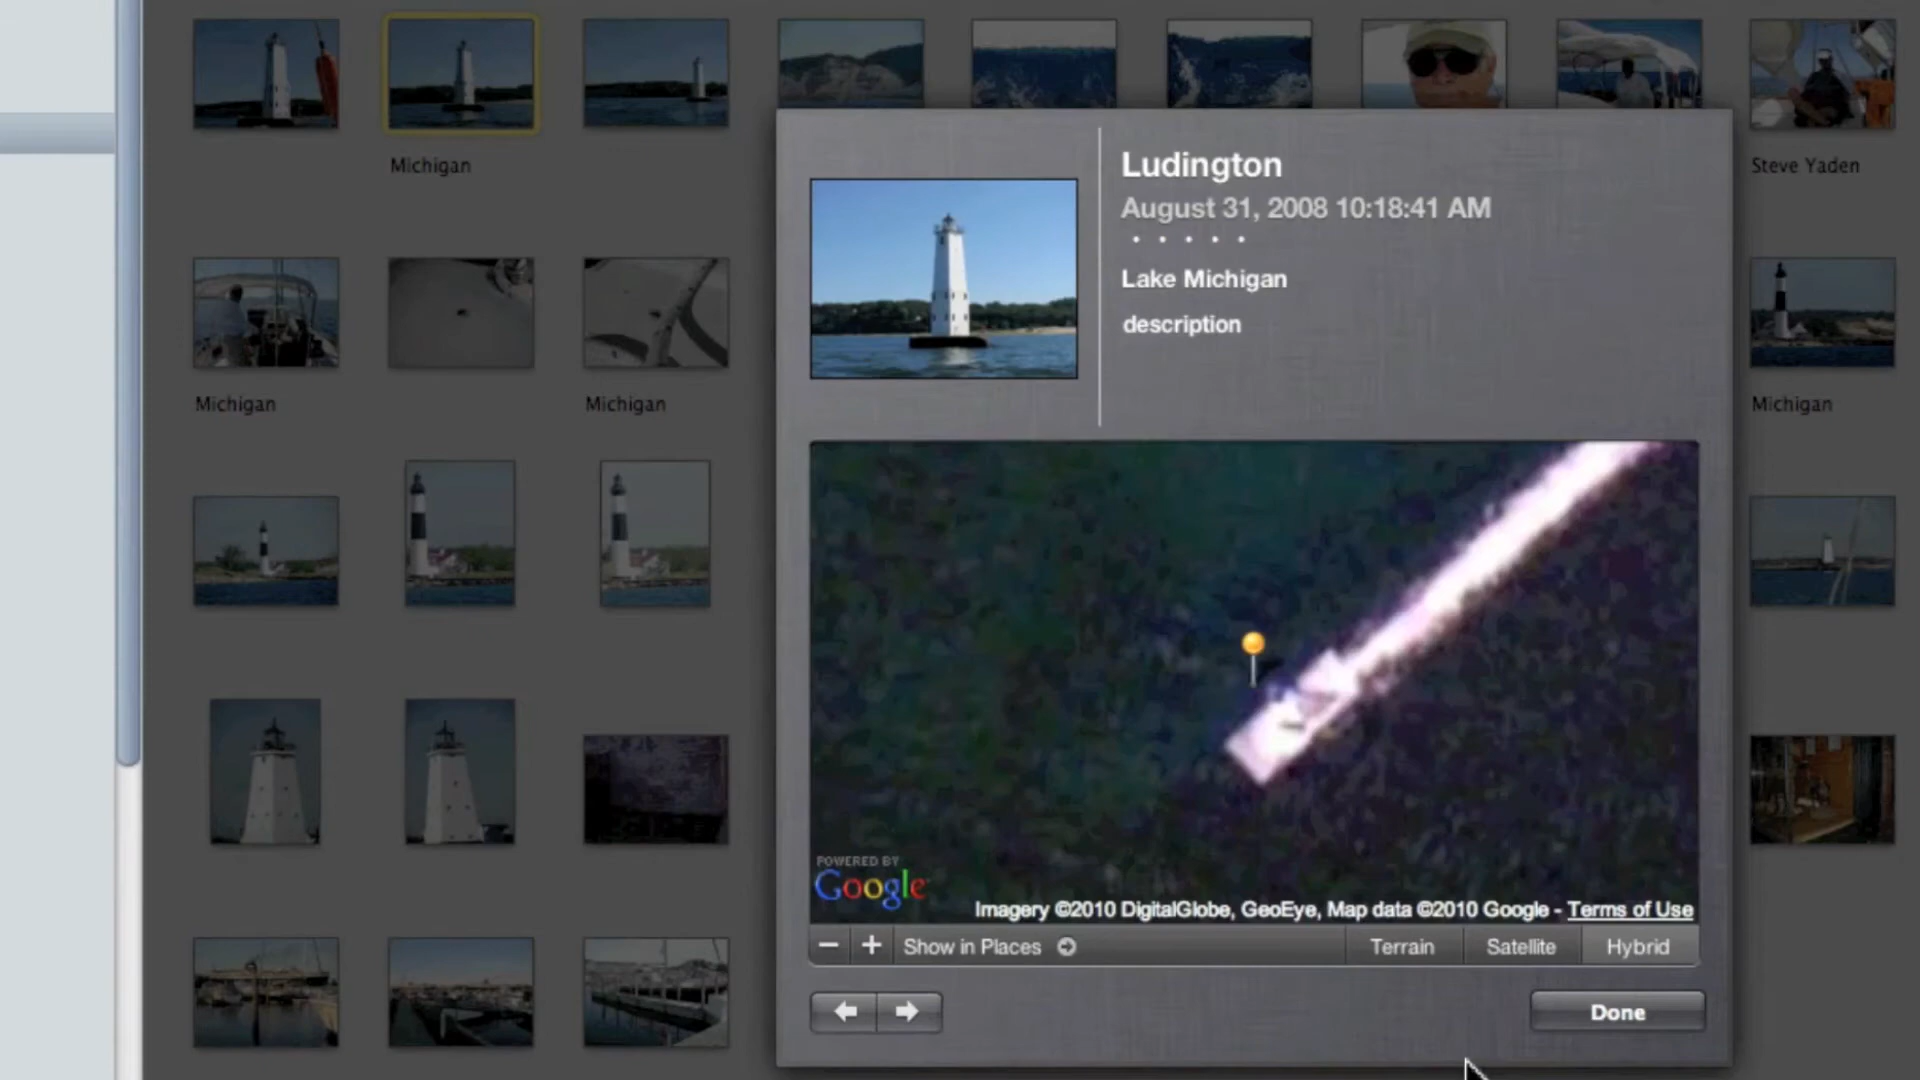 Michigan
Steve Yaden
Ludington
August 31, 2008 10:18:41 AM
Lake Michigan
description
Michigan
Michigan
Michigan
POWERED BY
Google
Imagery ©2010 DigitalGlobe, GeoEye, Map data ©2010 Google - Terms of Use
Show in Places
Terrain
Satellite
Hybrid
Done